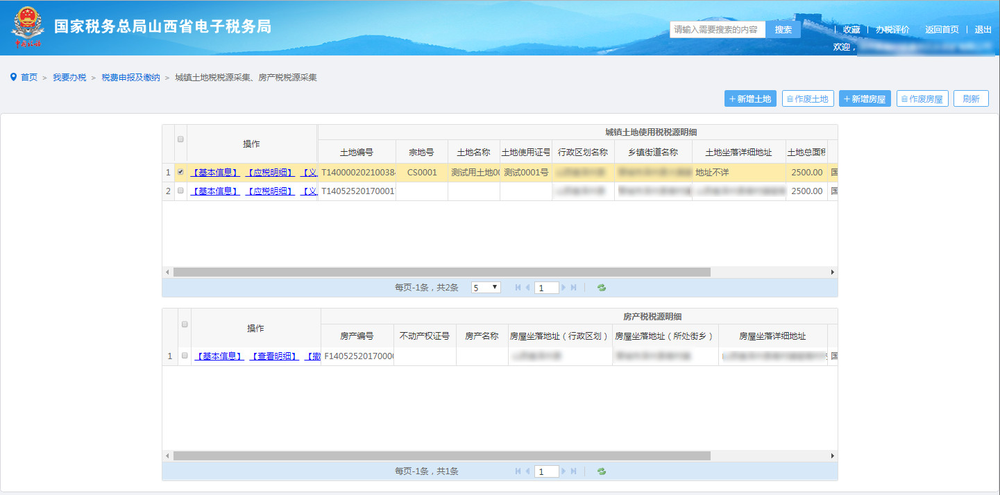 国家税务总局山西省电子税务局
请输入需要搜索的内容 搜索 收藏 办税评价 返回首页 退出
欢迎，
首页 > 我要办税 > 税费申报及缴纳 > 城镇土地税税源采集、房产税税源采集
+新增土地 作废土地 +新增房屋 作废房屋 刷新
操作 城镇土地使用税税源明细
土地编号 宗地号 土地名称 土地使用证号 行政区划名称 乡镇街道名称 土地坐落详细地址 土地总面积
1 【基本信息】 【应税明细】 【义 T14000020210038 CS0001 测试用土地00 测试0001号 地址不详 2500.00 国
2 【基本信息】 【应税明细】 【义 T1405252017000 2500.00 国
每页-1条，共2条 5 1
操作 房产税税源明细
房产编号 不动产权证号 房产名称 房屋坐落地址（行政区划） 房屋坐落地址（所处街乡） 房屋坐落详细地址
1 【基本信息】 【查看明细】 【撤 F1405252017000 国
每页-1条，共1条 1